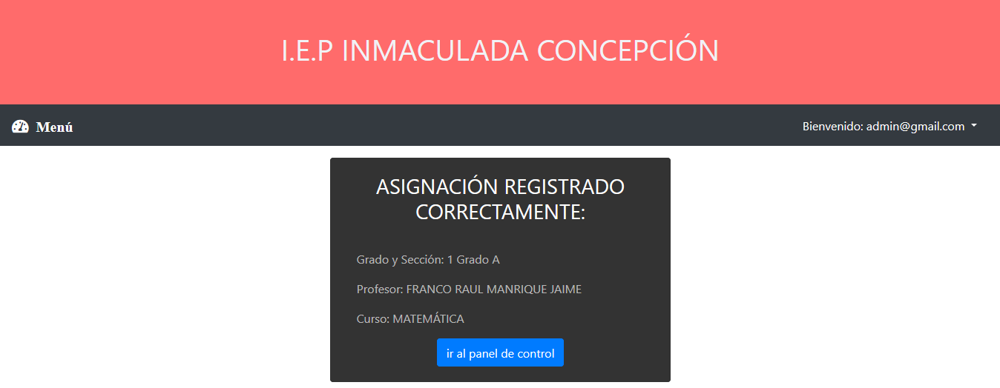 I.E.P INMACULADA CONCEPCIÓN
Menú
Bienvenido: admin@gmail.com
ASIGNACIÓN REGISTRADO
CORRECTAMENTE:
Grado y Sección: 1 Grado A
Profesor: FRANCO RAUL MANRIQUE JAIME
Curso: MATEMÁTICA
ir al panel de control